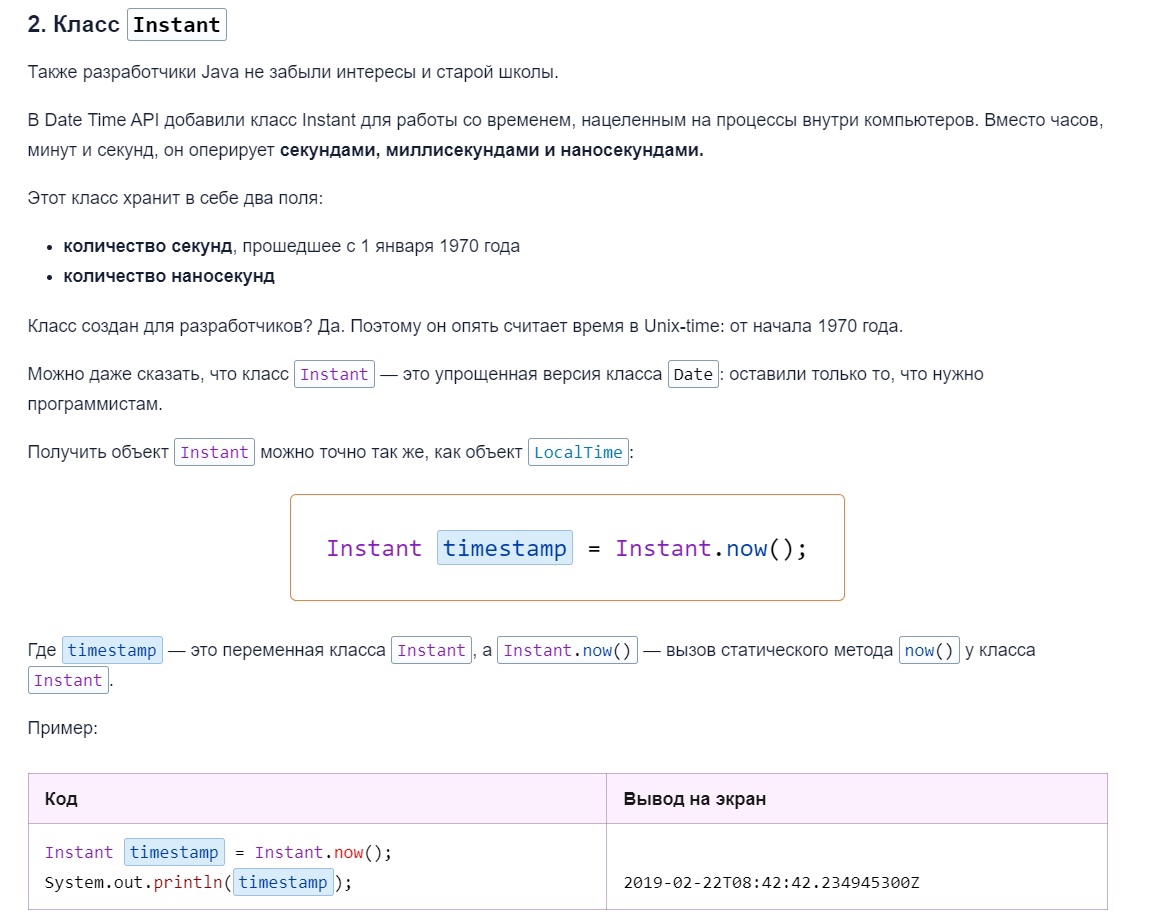 2. Класс Instant
Также разработчики Java не забыли интересы и старой школы.
В Date Time API добавили класс Instant для работы со временем, нацеленным на процессы внутри компьютеров. Вместо часов,
минут и секунд, он оперирует секундами, миллисекундами и наносекундами.
Этот класс хранит в себе два поля:
• количество секунд, прошедшее с 1 января 1970 года
• количество наносекунд
Класс создан для разработчиков? Да. Поэтому он опять считает время в Unix-time: от начала 1970 года.
Можно даже сказать, что класс Instant — это упрощенная версия класса Date: оставили только то, что нужно
программистам.
Получить объект Instant можно точно так же, как объект LocalTime:
Instant timestamp = Instant.now();
Где timestamp — это переменная класса Instant, а Instant.now() — вызов статического метода now() у класса
Instant.
Пример:
Код Вывод на экран
Instant timestamp = Instant.now();
System.out.println(timestamp); 2019-02-22T08:42:42.234945300Z